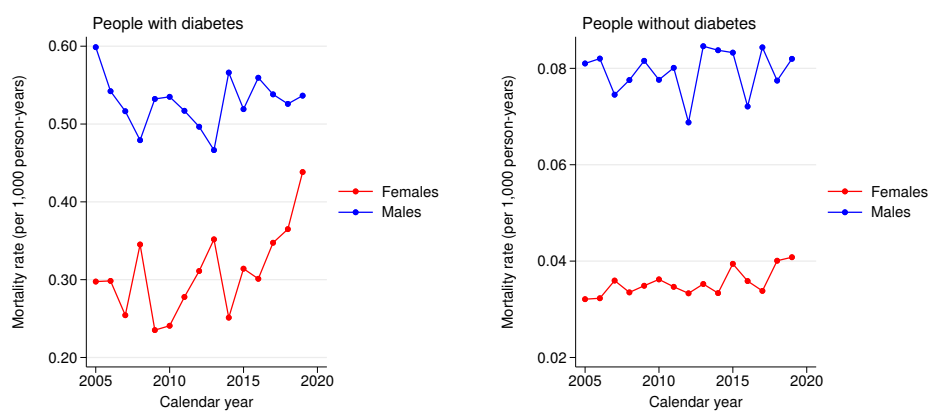 People with diabetes
Mortality rate (per 1,000 person-years)
0.60
0.50
0.40
0.30
0.20
2005
2010
2015
2020
Calendar year
Females
Males
People without diabetes
Mortality rate (per 1,000 person-years)
0.08
0.06
0.04
0.02
2005
2010
2015
2020
Calendar year
Females
Males